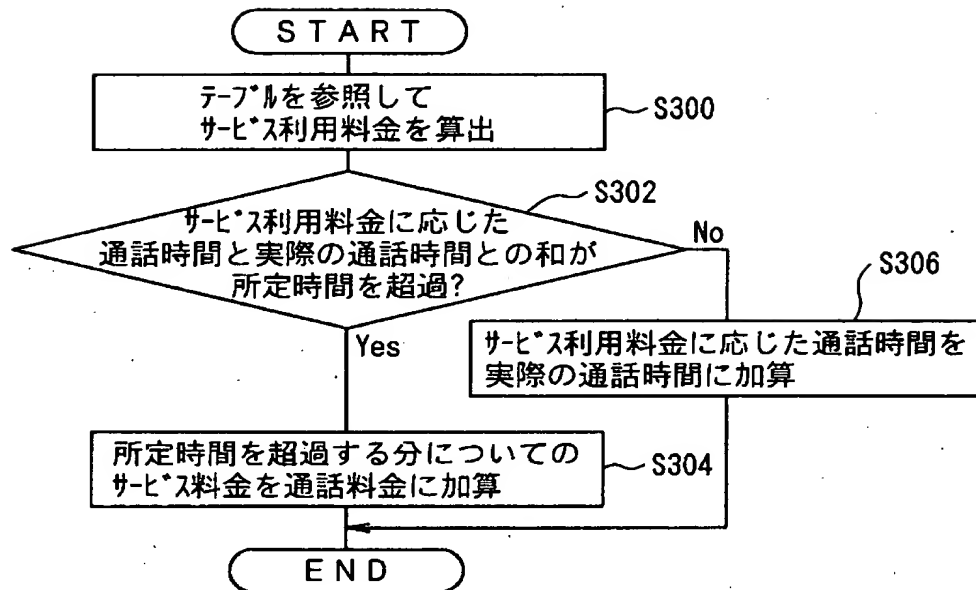 START
ﾃｰﾌﾞﾙを参照して
ｻｰﾋﾞｽ利用料金を算出
S300
S302
ｻｰﾋﾞｽ利用料金に応じた
通話時間と実際の通話時間との和が
所定時間を超過?
No
Yes
S306
ｻｰﾋﾞｽ利用料金に応じた通話時間を
実際の通話時間に加算
所定時間を超過する分についての
ｻｰﾋﾞｽ料金を通話料金に加算
S304
END